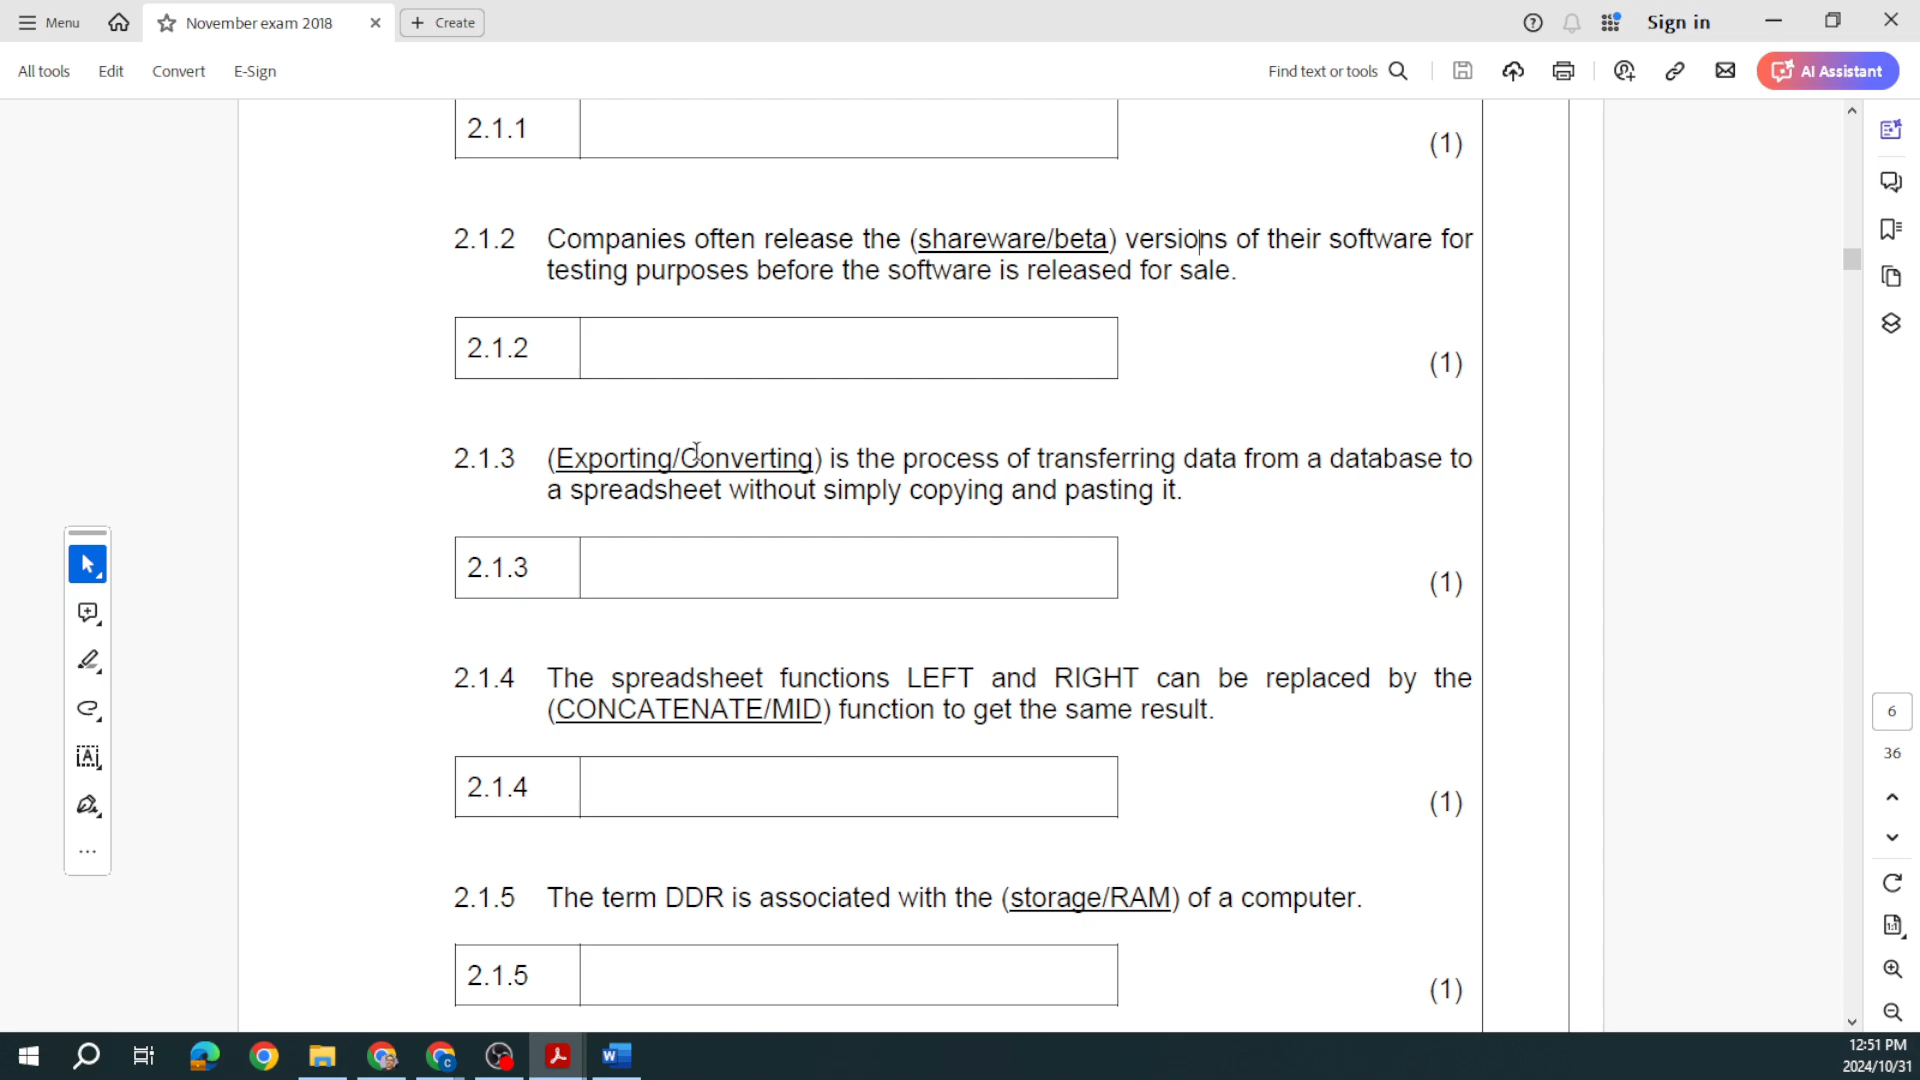 Menu
November exam 2018
Create
Sign in
All tools
Edit
Convert
E-Sign
Find text or tools
AI Assistant
2.1.1
(1)
2.1.2 Companies often release the (shareware/beta) versions of their software for
testing purposes before the software is released for sale.
2.1.2
(1)
2.1.3 (Exporting/Converting) is the process of transferring data from a database to
a spreadsheet without simply copying and pasting it.
2.1.3
(1)
2.1.4 The spreadsheet functions LEFT and RIGHT can be replaced by the
(CONCATENATE/MID) function to get the same result.
2.1.4
(1)
2.1.5 The term DDR is associated with the (storage/RAM) of a computer.
2.1.5
(1)
6
36
12:51 PM
2024/10/31